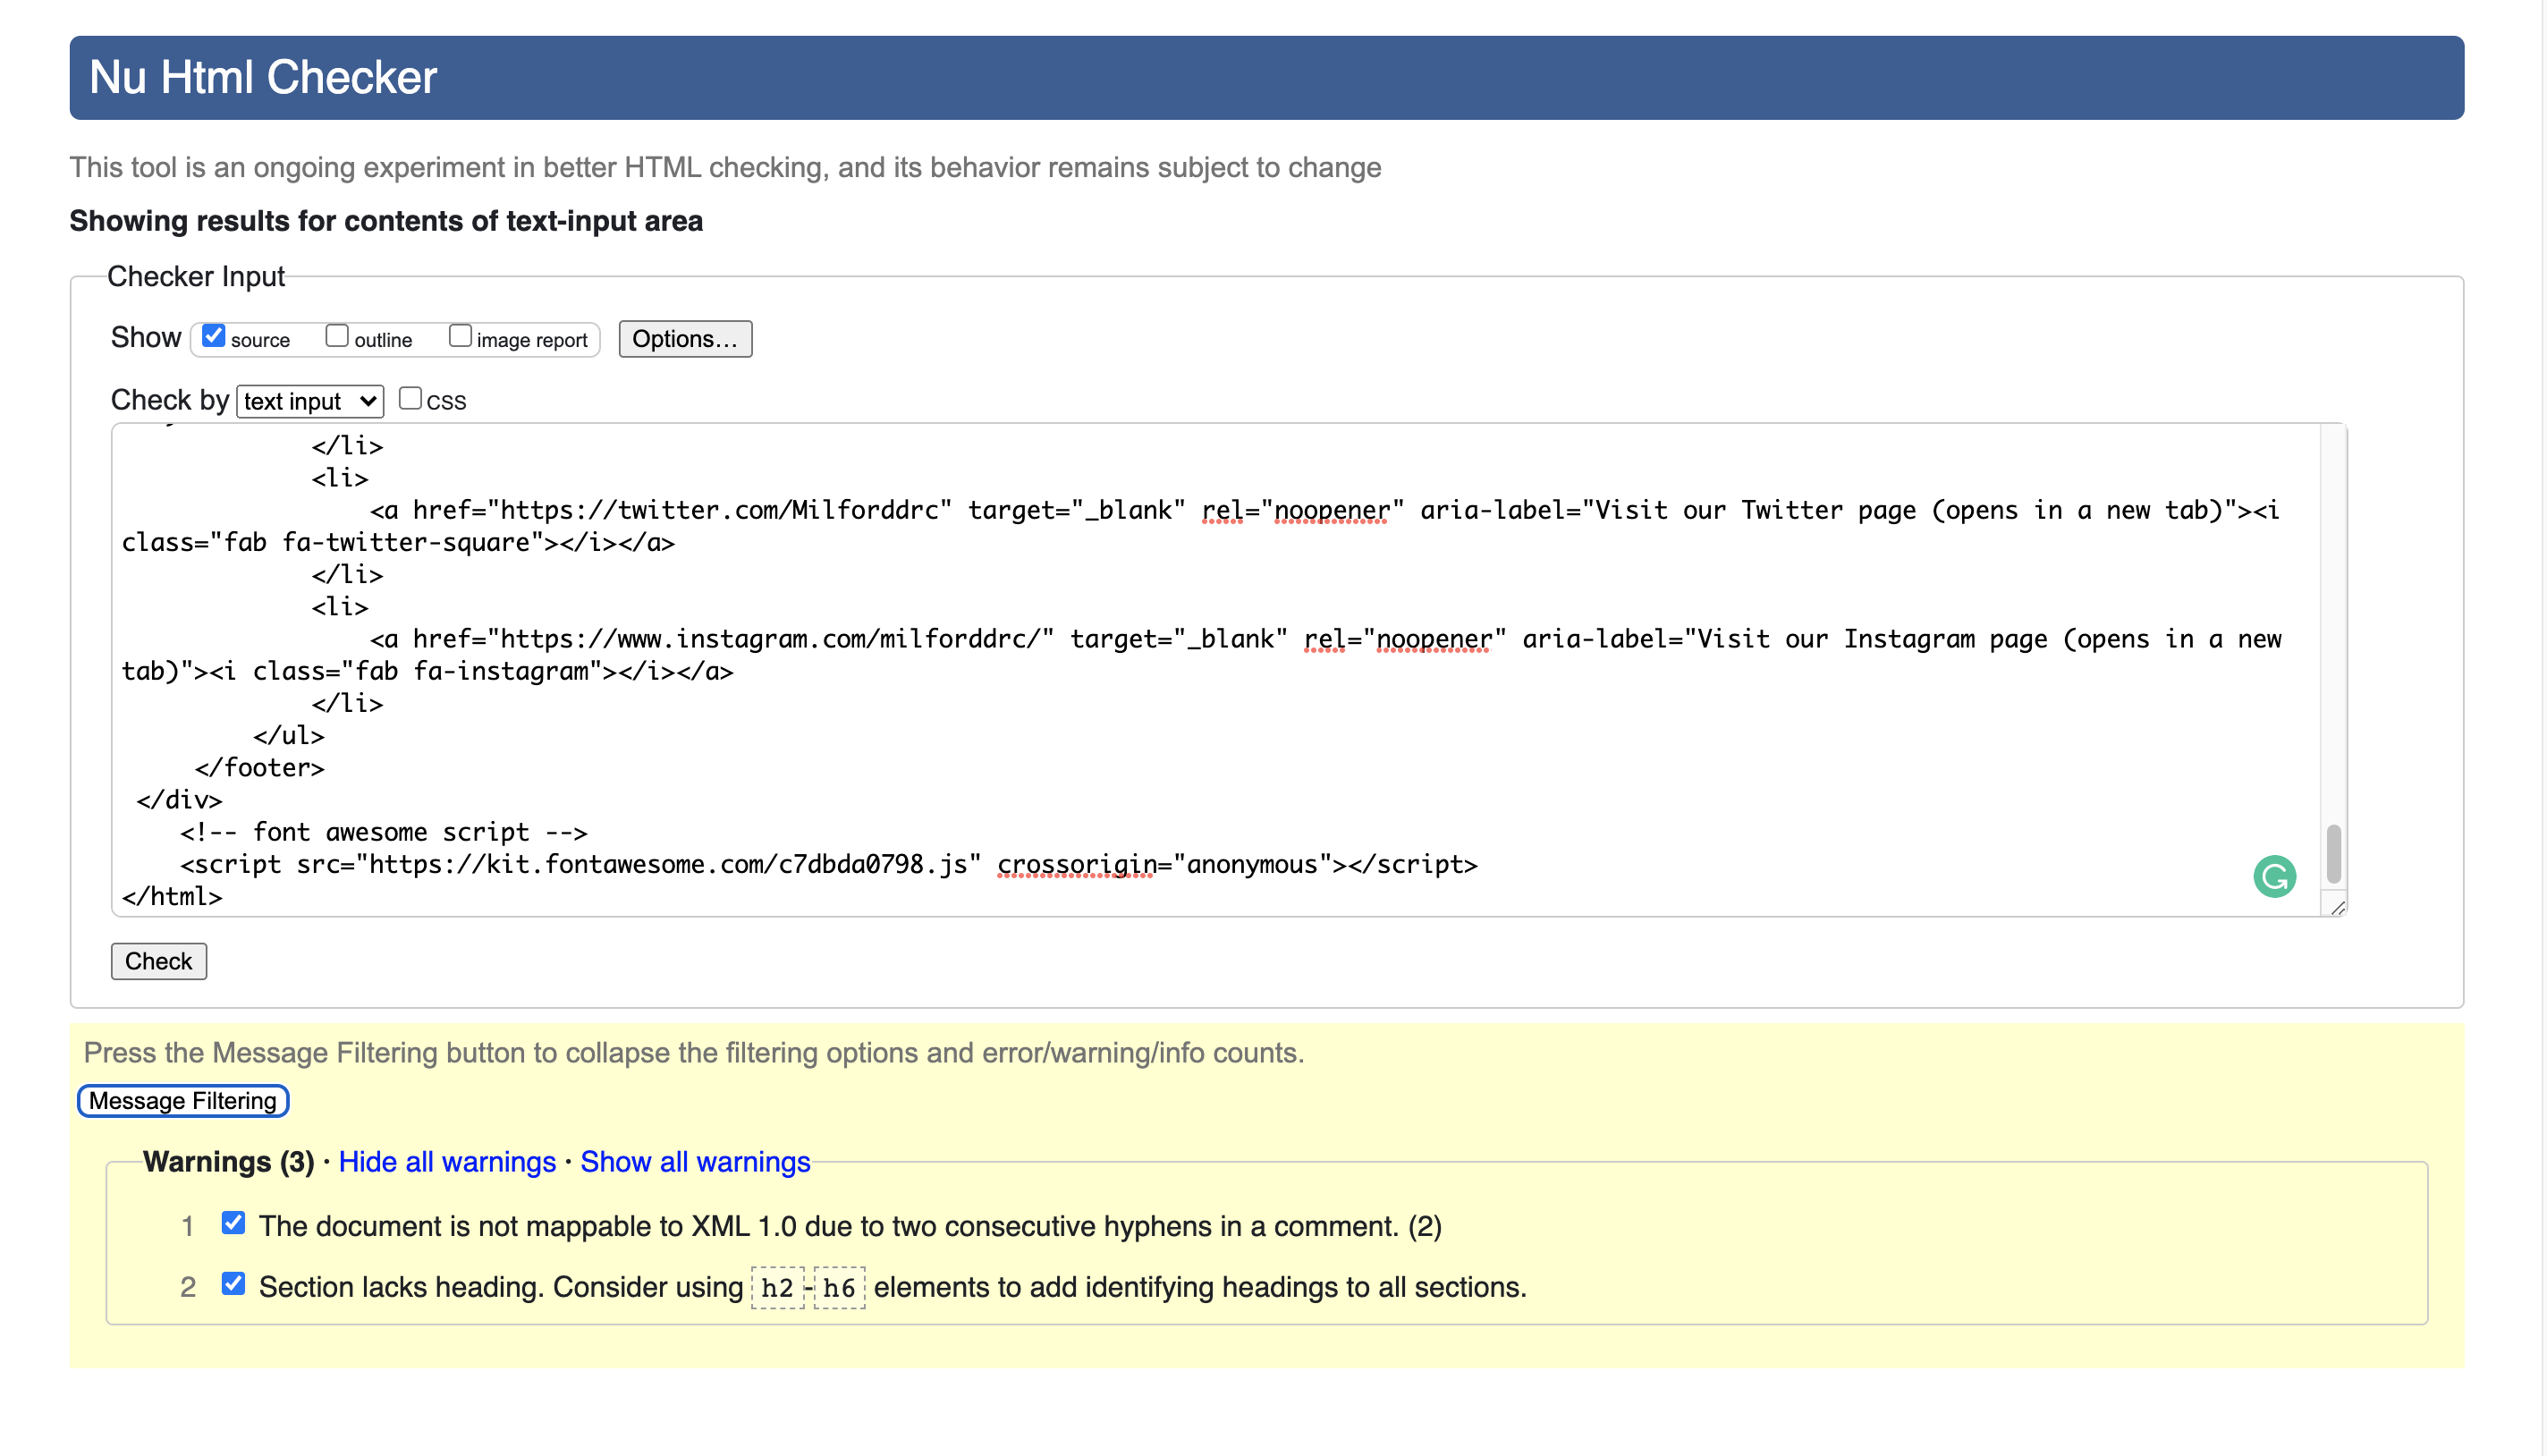 Nu Html Checker
This tool is an ongoing experiment in better HTML checking, and its behavior remains subject to change
Showing results for contents of text-input area
Checker Input
Show source outline image report Options...
Check by text input CSS
</li>
<li>
<a href="https://twitter.com/Milforddrc" target="_blank" rel="noopener" aria-label="Visit our Twitter page (opens in a new tab)"><i
class="fab fa-twitter-square"></i></a>
</li>
<li>
<a href="https://www.instagram.com/milforddrc/" target="_blank" rel="noopener" aria-label="Visit our Instagram page (opens in a new
tab)"><i class="fab fa-instagram"></i></a>
</li>
</ul>
</footer>
</div>
<!-- font awesome script -->
<script src="https://kit.fontawesome.com/c7dbda0798.js" crossorigin="anonymous"></script>
</html>
Check
Press the Message Filtering button to collapse the filtering options and error/warning/info counts.
Message Filtering
Warnings (3) · Hide all warnings · Show all warnings
1 The document is not mappable to XML 1.0 due to two consecutive hyphens in a comment. (2)
2 Section lacks heading. Consider using h2-h6 elements to add identifying headings to all sections.